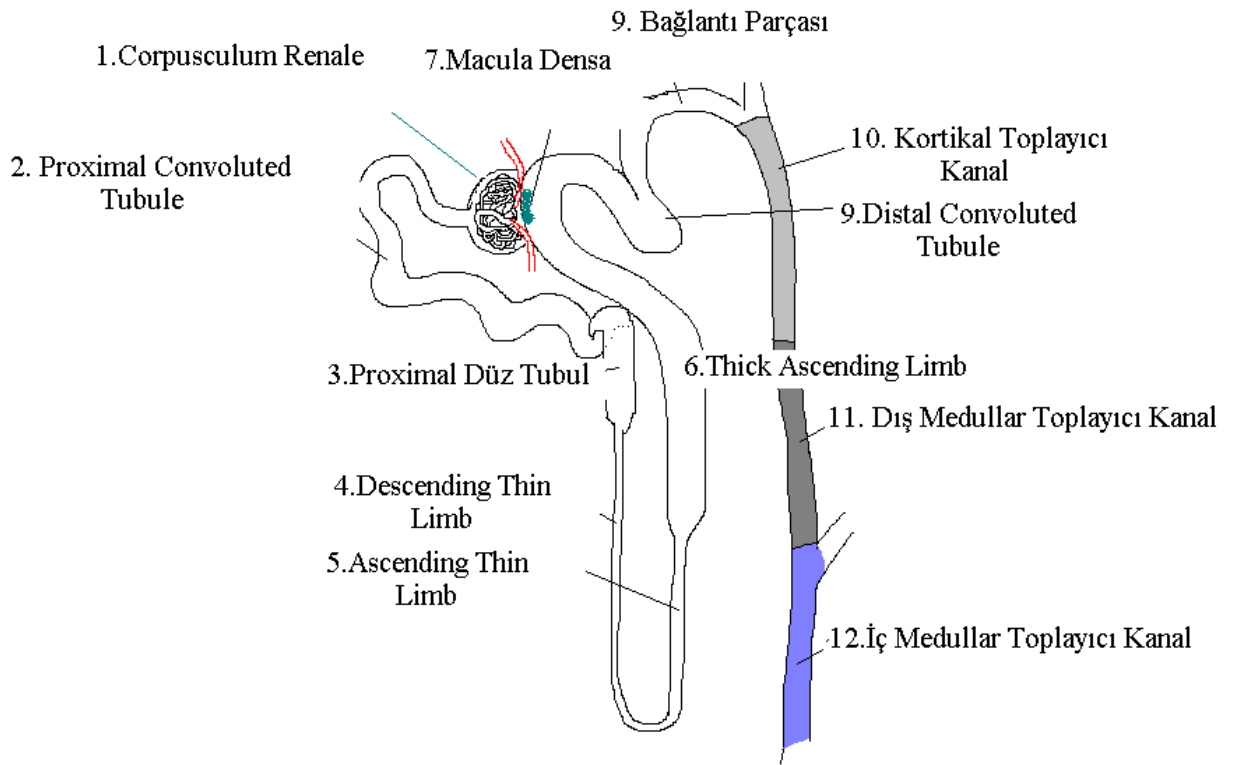 9. Bağlantı Parçası
1.Corpusculum Renale
7.Macula Densa
2. Proximal Convoluted
Tubule
10. Kortikal Toplayıcı
Kanal
9.Distal Convoluted
Tubule
3.Proximal Düz Tubul
6.Thick Ascending Limb
11. Dış Medullar Toplayıcı Kanal
4.Descending Thin
Limb
5.Ascending Thin
Limb
12.İç Medullar Toplayıcı Kanal